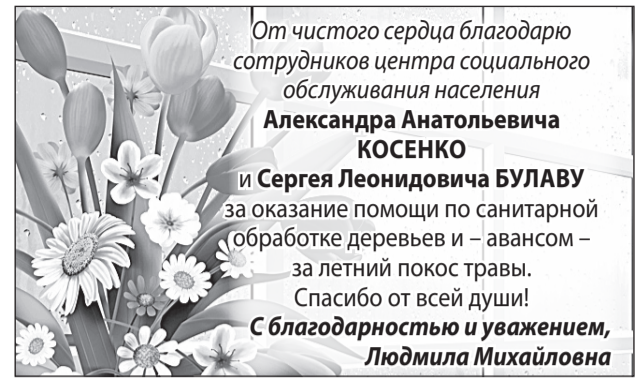 От чистого сердца благодарю
сотрудников центра социального
обслуживания населения
Александра Анатольевича
КОСЕНКО
и Сергея Леонидовича БУЛАВУ
за оказание помощи по санитарной
обработке деревьев и – авансом –
за летний покос травы.
Спасибо от всей души!
С благодарностью и уважением,
Людмила Михайловна